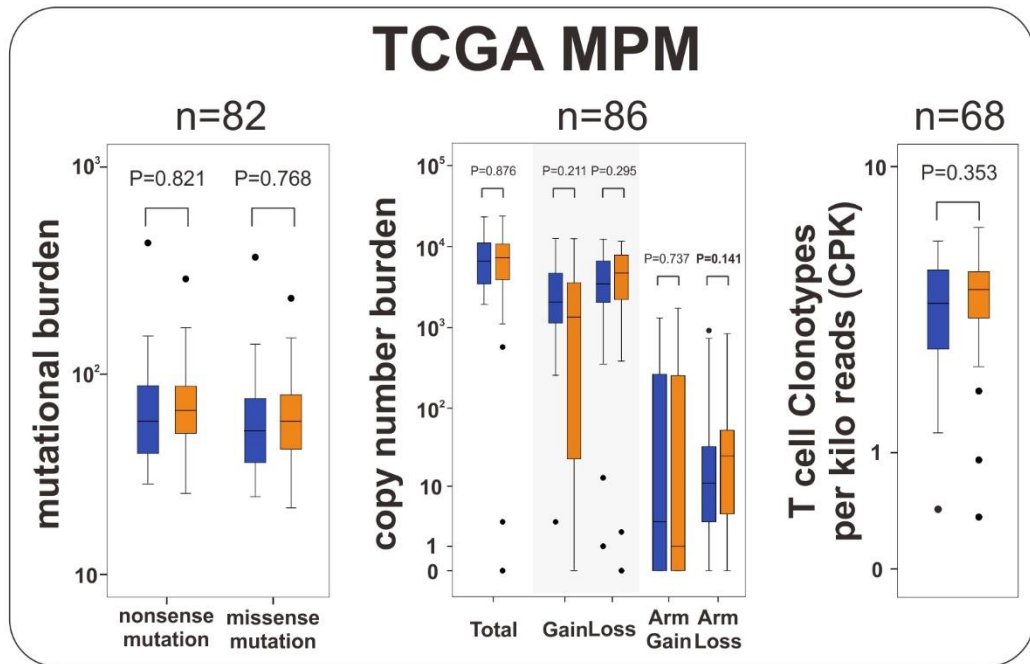 TCGA MPM
n=82
mutational burden
10³
10²
10
P=0.821
P=0.768
nonsense
mutation
missense
mutation
n=86
copy number burden
10⁵
10⁴
10³
10²
10
1
0
P=0.876
P=0.211
P=0.295
P=0.737
P=0.141
Total
Gain
Loss
Arm
Gain
Arm
Loss
n=68
T cell Clonotypes
per kilo reads (CPK)
10
1
0
P=0.353